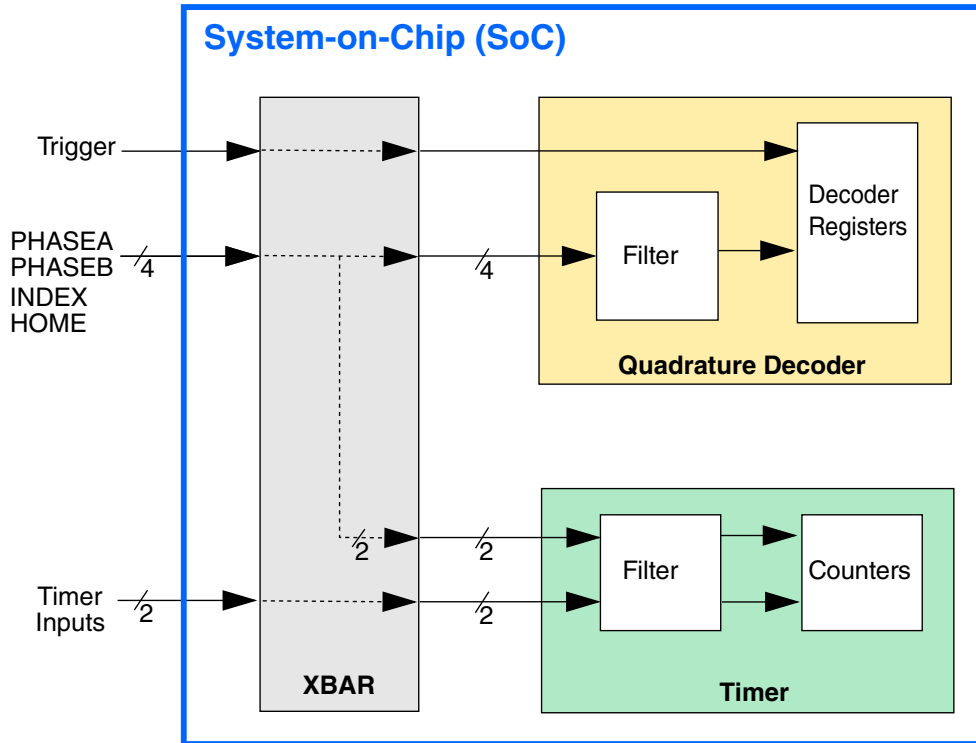 System-on-Chip (SoC)
Trigger
PHASEA
PHASEB
INDEX
HOME
4
4
Filter
Decoder
Registers
Quadrature Decoder
2
2
Timer
Inputs
2
2
Filter
Counters
XBAR
Timer